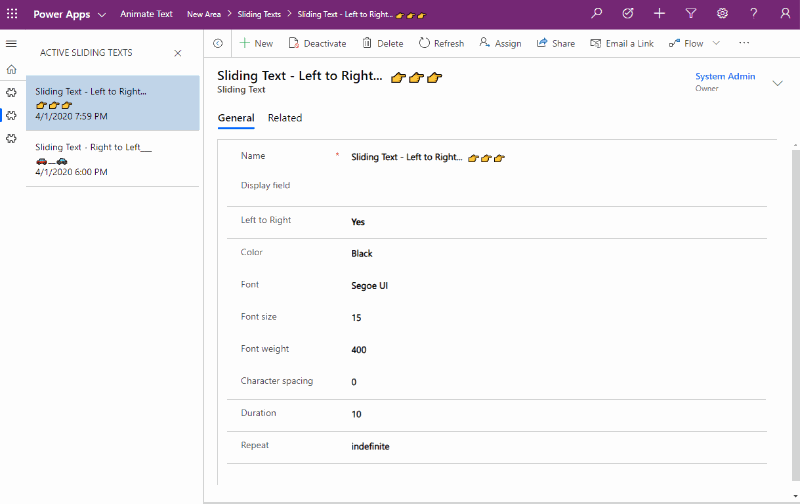 Power Apps Animate Text New Area > Sliding Texts > Sliding Text - Left to Right... 👉👉👉
ACTIVE SLIDING TEXTS
Sliding Text - Left to Right...
👉👉👉
4/1/2020 7:59 PM
Sliding Text - Right to Left___
🚗__🚗
4/1/2020 6:00 PM
New Deactivate Delete Refresh Assign Share Email a Link Flow ...
Sliding Text - Left to Right... 👉👉👉
Sliding Text
System Admin
Owner
General Related
Name * Sliding Text - Left to Right... 👉👉👉
Display field
Left to Right Yes
Color Black
Font Segoe UI
Font size 15
Font weight 400
Character spacing 0
Duration 10
Repeat indefinite